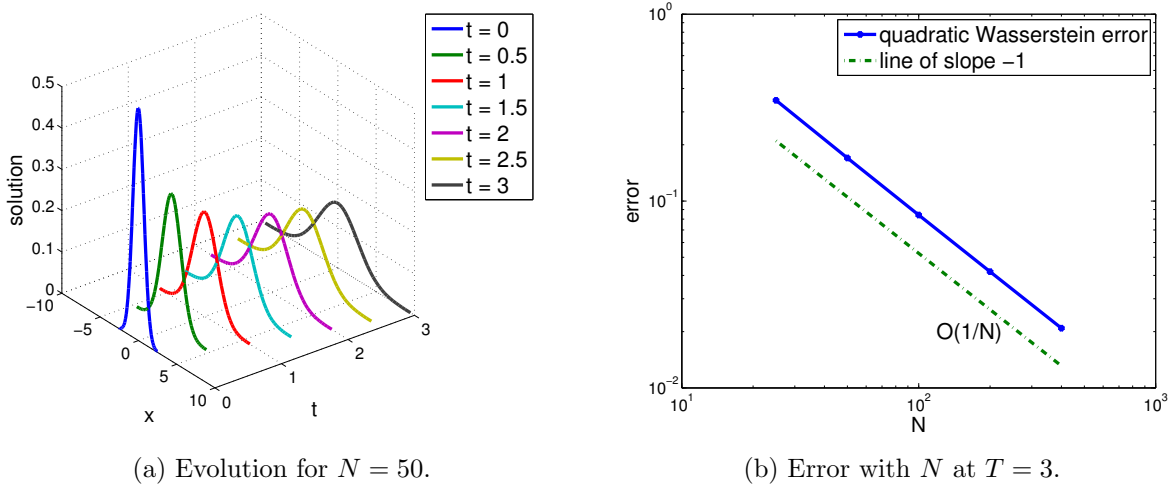 t = 0
t = 0.5
t = 1
t = 1.5
t = 2
t = 2.5
t = 3
0.5
0.4
0.3
0.2
0.1
0
solution
−10
−5
0
5
10
x
0
1
2
3
t
(a) Evolution for N = 50.
quadratic Wasserstein error
line of slope −1
10^0
10^−1
10^−2
error
O(1/N)
10^1
10^2
10^3
N
(b) Error with N at T = 3.